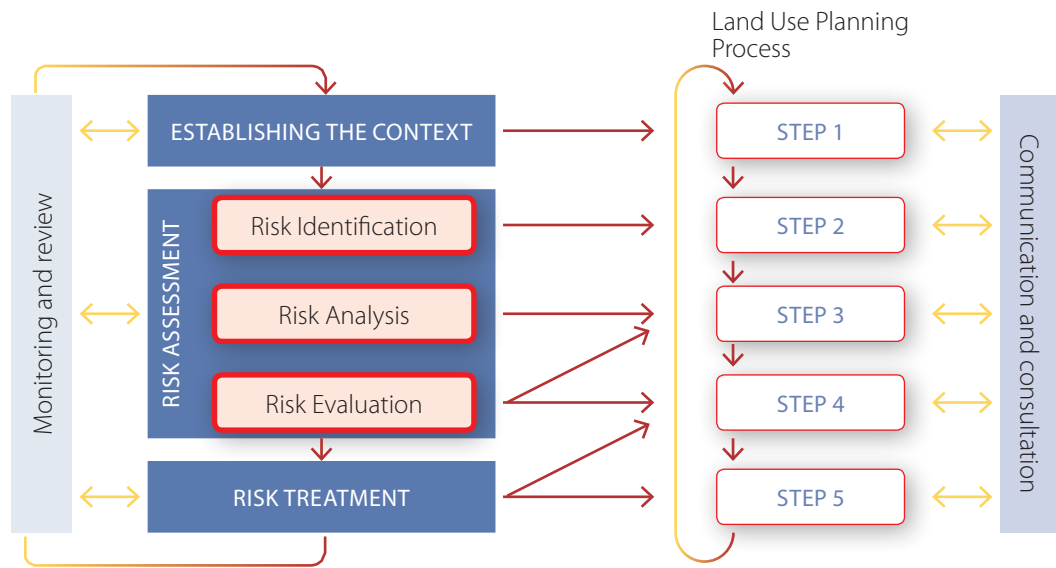 Land Use Planning
Process
Monitoring and review
ESTABLISHING THE CONTEXT
RISK ASSESSMENT
Risk Identification
Risk Analysis
Risk Evaluation
RISK TREATMENT
STEP 1
STEP 2
STEP 3
STEP 4
STEP 5
Communication and consultation